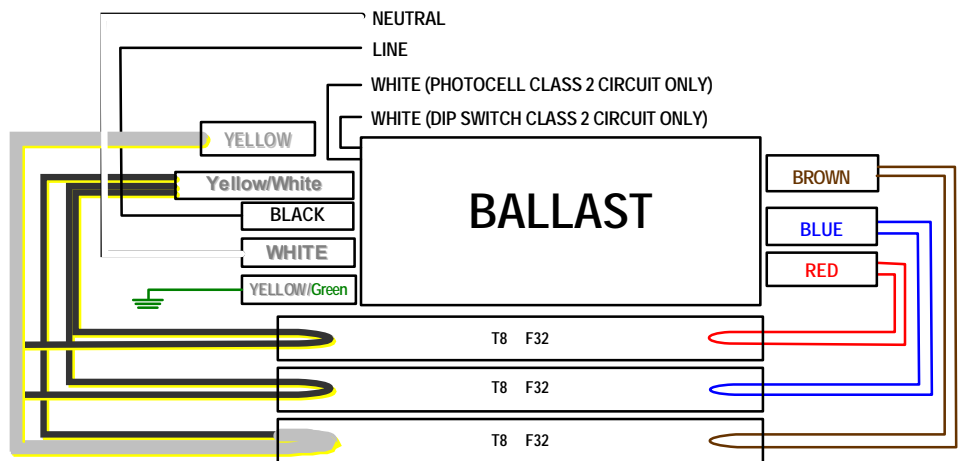 NEUTRAL
LINE
WHITE (PHOTOCELL CLASS 2 CIRCUIT ONLY)
WHITE (DIP SWITCH CLASS 2 CIRCUIT ONLY)
YELLOW
Yellow/White
BLACK
WHITE
YELLOW/Green
BALLAST
BROWN
BLUE
RED
T8 F32
T8 F32
T8 F32